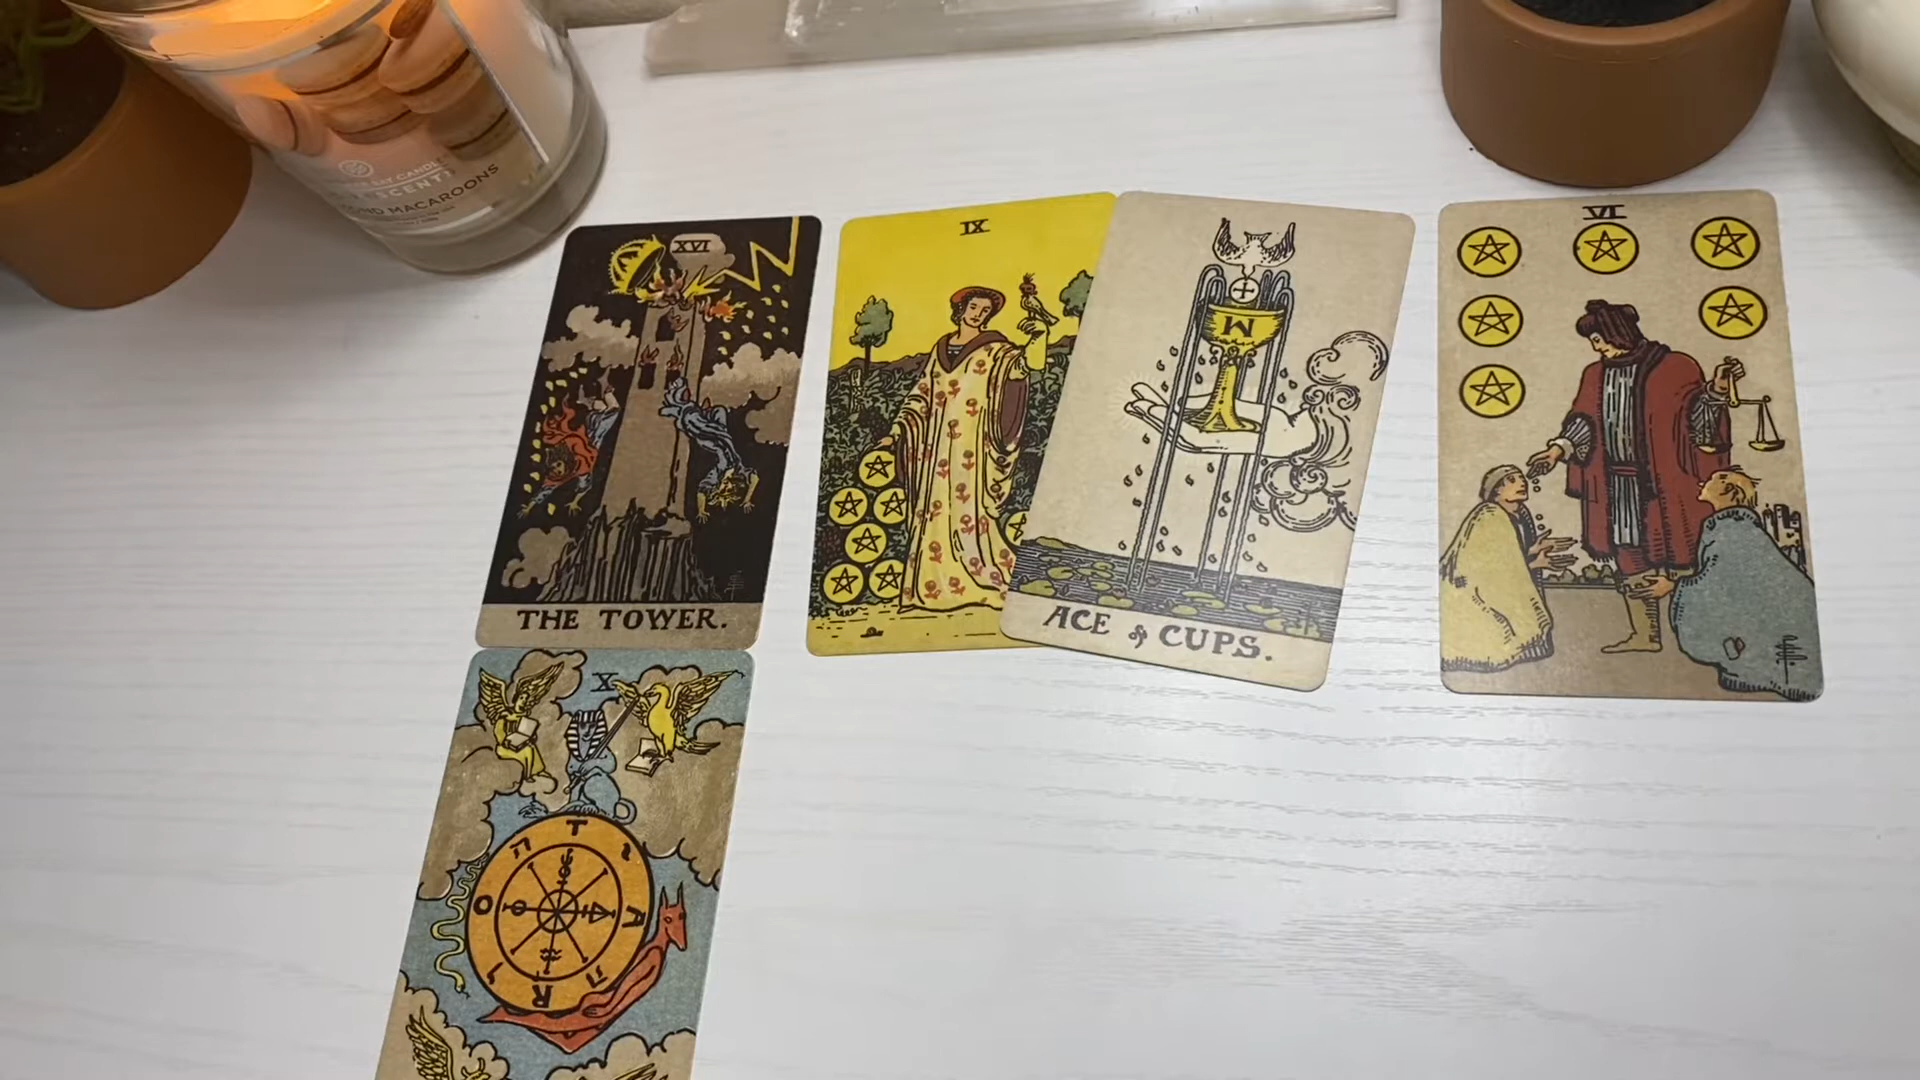 MACAROONS
XVI
THE TOWER.
IX
ACE of CUPS.
VI
X
T
A
R
O